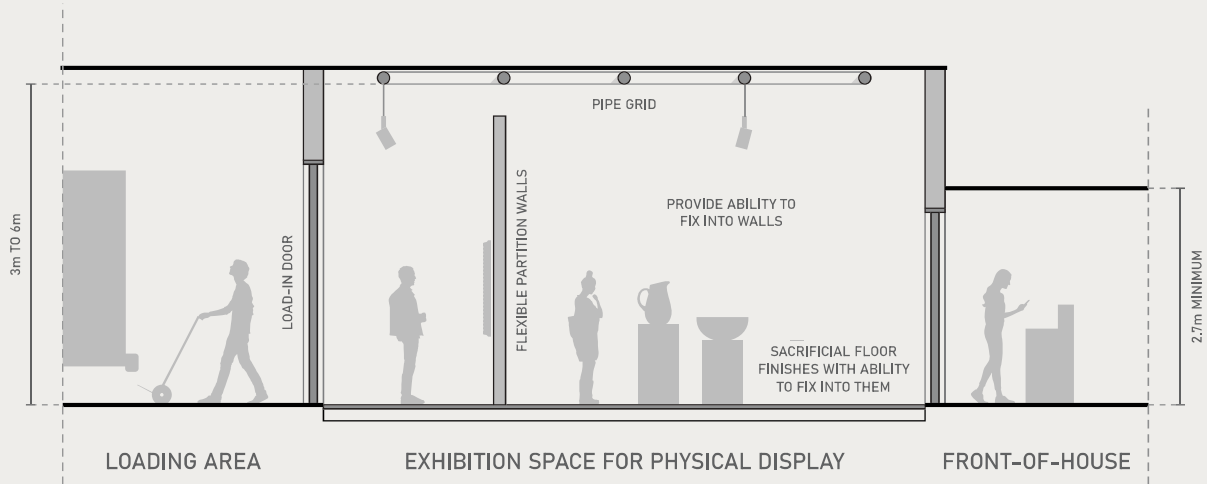 PIPE GRID
3m TO 6m
LOAD-IN DOOR
FLEXIBLE PARTITION WALLS
PROVIDE ABILITY TO
FIX INTO WALLS
SACRIFICIAL FLOOR
FINISHES WITH ABILITY
TO FIX INTO THEM
2.7m MINIMUM
LOADING AREA
EXHIBITION SPACE FOR PHYSICAL DISPLAY
FRONT-OF-HOUSE